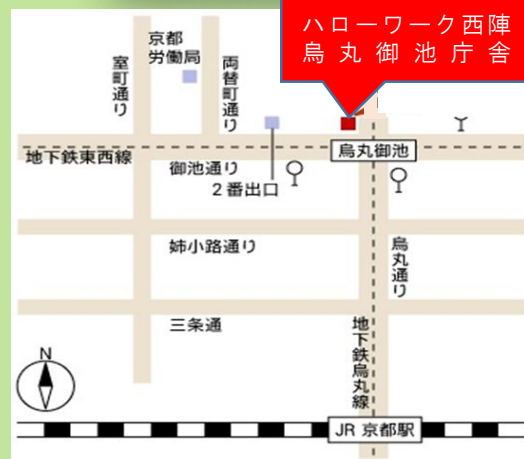 ハローワーク西陣
烏丸御池庁舎
京都
労働局
室町通り
両替町通り
地下鉄東西線
烏丸御池
御池通り
2番出口
姉小路通り
烏丸通り
三条通
地下鉄烏丸線
N
JR 京都駅